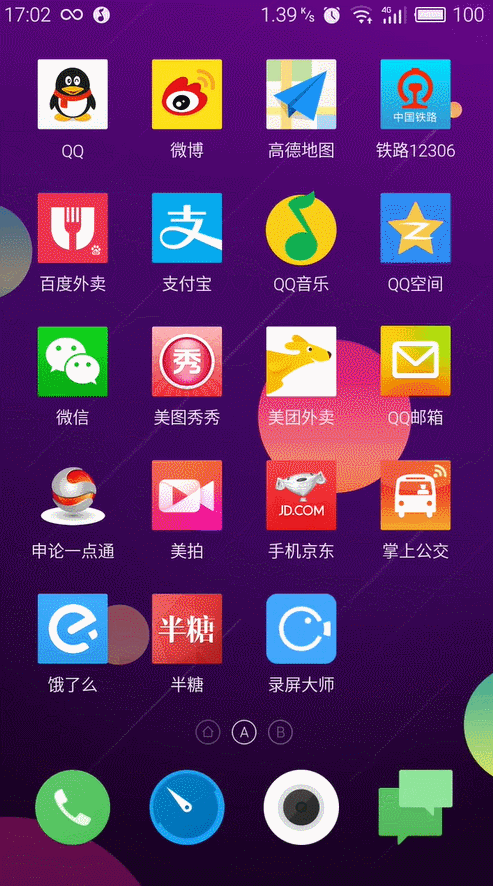 17:02 1.39 K/s 4G 100
中国铁路
QQ 微博 高德地图 铁路12306
支
百度外卖 支付宝 QQ音乐 QQ空间
秀
微信 美图秀秀 美团外卖 QQ邮箱
JD.COM
申论一点通 美拍 手机京东 掌上公交
半糖
饿了么 半糖 录屏大师
A B